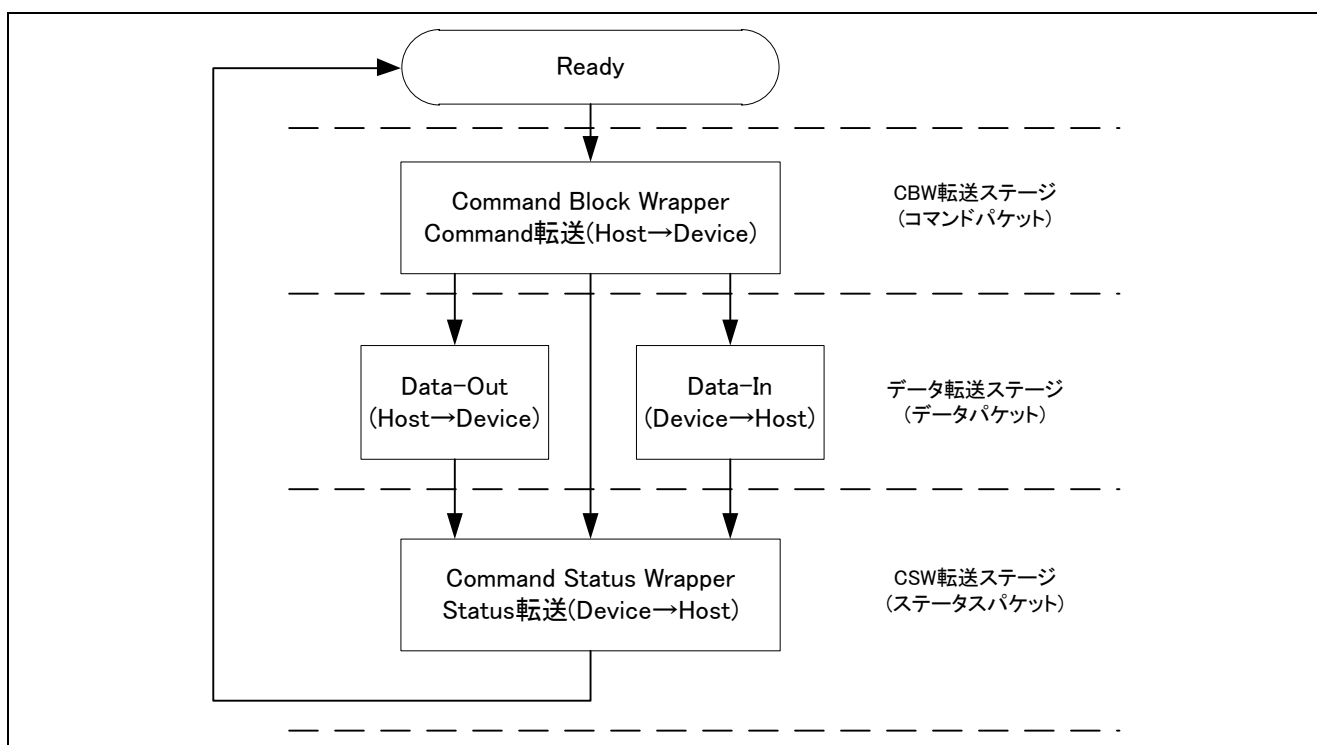 Ready
Command Block Wrapper
Command転送(Host→Device)
CBW転送ステージ
(コマンドパケット)
Data-Out
(Host→Device)
Data-In
(Device→Host)
データ転送ステージ
(データパケット)
Command Status Wrapper
Status転送(Device→Host)
CSW転送ステージ
(ステータスパケット)